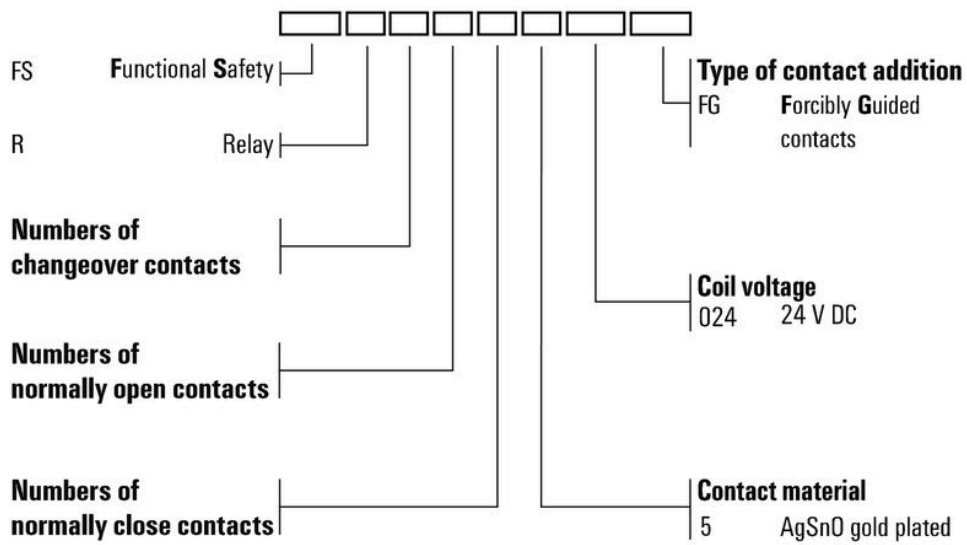 FS Functional Safety
R Relay
Numbers of
changeover contacts
Numbers of
normally open contacts
Numbers of
normally close contacts
Type of contact addition
FG Forcibly Guided
contacts
Coil voltage
024 24 V DC
Contact material
5 AgSnO gold plated